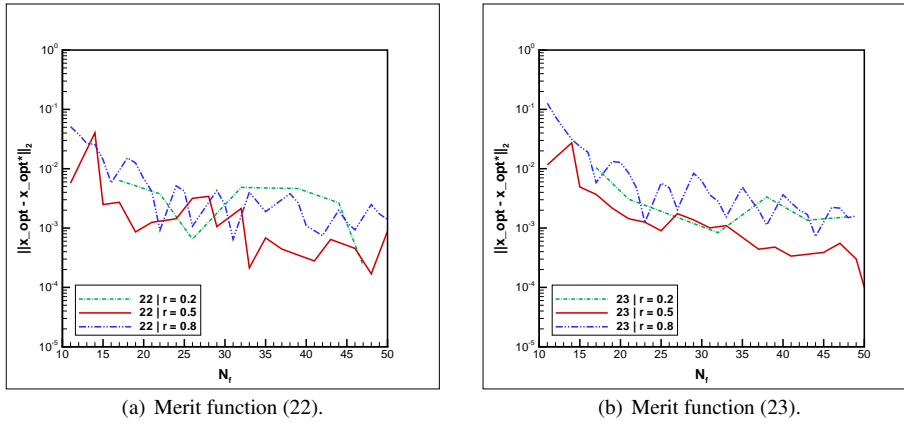 10^0
10^-1
10^-2
10^-3
10^-4
10^-5
||x_opt - x_opt*||_2
22 | r = 0.2
22 | r = 0.5
22 | r = 0.8
10 15 20 25 30 35 40 45 50
N_f
(a) Merit function (22).
10^0
10^-1
10^-2
10^-3
10^-4
10^-5
||x_opt - x_opt*||_2
23 | r = 0.2
23 | r = 0.5
23 | r = 0.8
10 15 20 25 30 35 40 45 50
N_f
(b) Merit function (23).